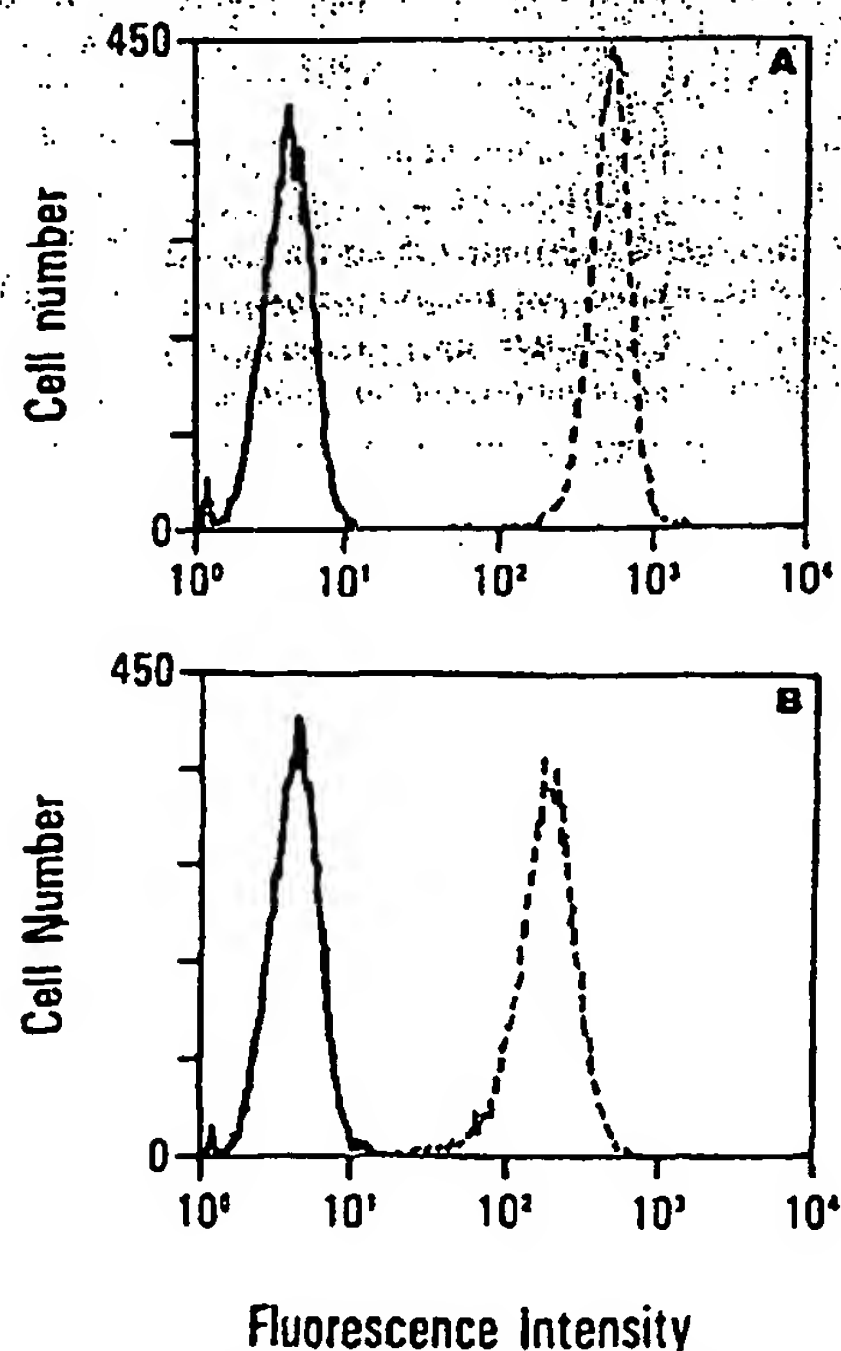 450
A
Cell number
0
10⁰ 10¹ 10² 10³ 10⁴
450
B
Cell Number
0
10⁰ 10¹ 10² 10³ 10⁴
Fluorescence Intensity